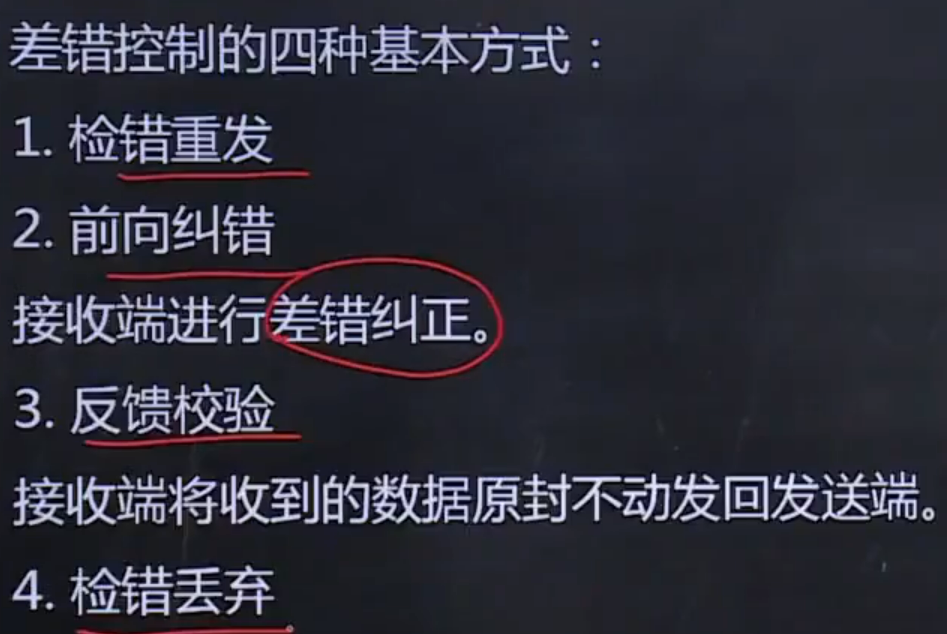 差错控制的四种基本方式：
1. 检错重发
2. 前向纠错
接收端进行差错纠正。
3. 反馈校验
接收端将收到的数据原封不动发回发送端。
4. 检错丢弃